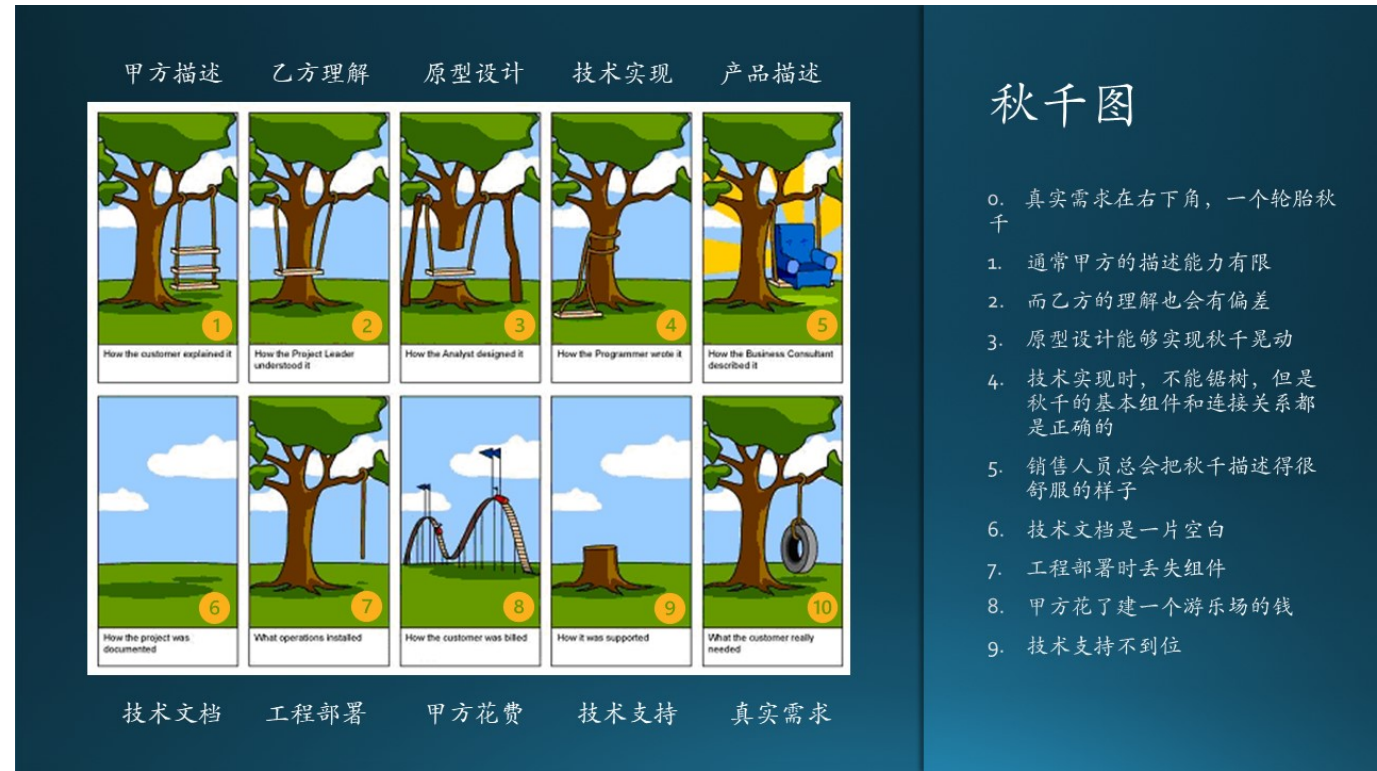 甲方描述 乙方理解 原型设计 技术实现 产品描述
1 2 3 4 5
How the customer explained it
How the Project Leader
understood it
How the Analyst designed it
How the Programmer wrote it
How the Business Consultant
described it
6 7 8 9 10
How the project was
documented
What operations installed
How the customer was billed
How it was supported
What the customer really
needed
技术文档 工程部署 甲方花费 技术支持 真实需求
秋千图
0. 真实需求在右下角，一个轮胎秋
千
1. 通常甲方的描述能力有限
2. 而乙方的理解也会有偏差
3. 原型设计能够实现秋千晃动
4. 技术实现时，不能锯树，但是
秋千的基本组件和连接关系都
是正确的
5. 销售人员总会把秋千描述得很
舒服的样子
6. 技术文档是一片空白
7. 工程部署时丢失组件
8. 甲方花了建一个游乐场的钱
9. 技术支持不到位